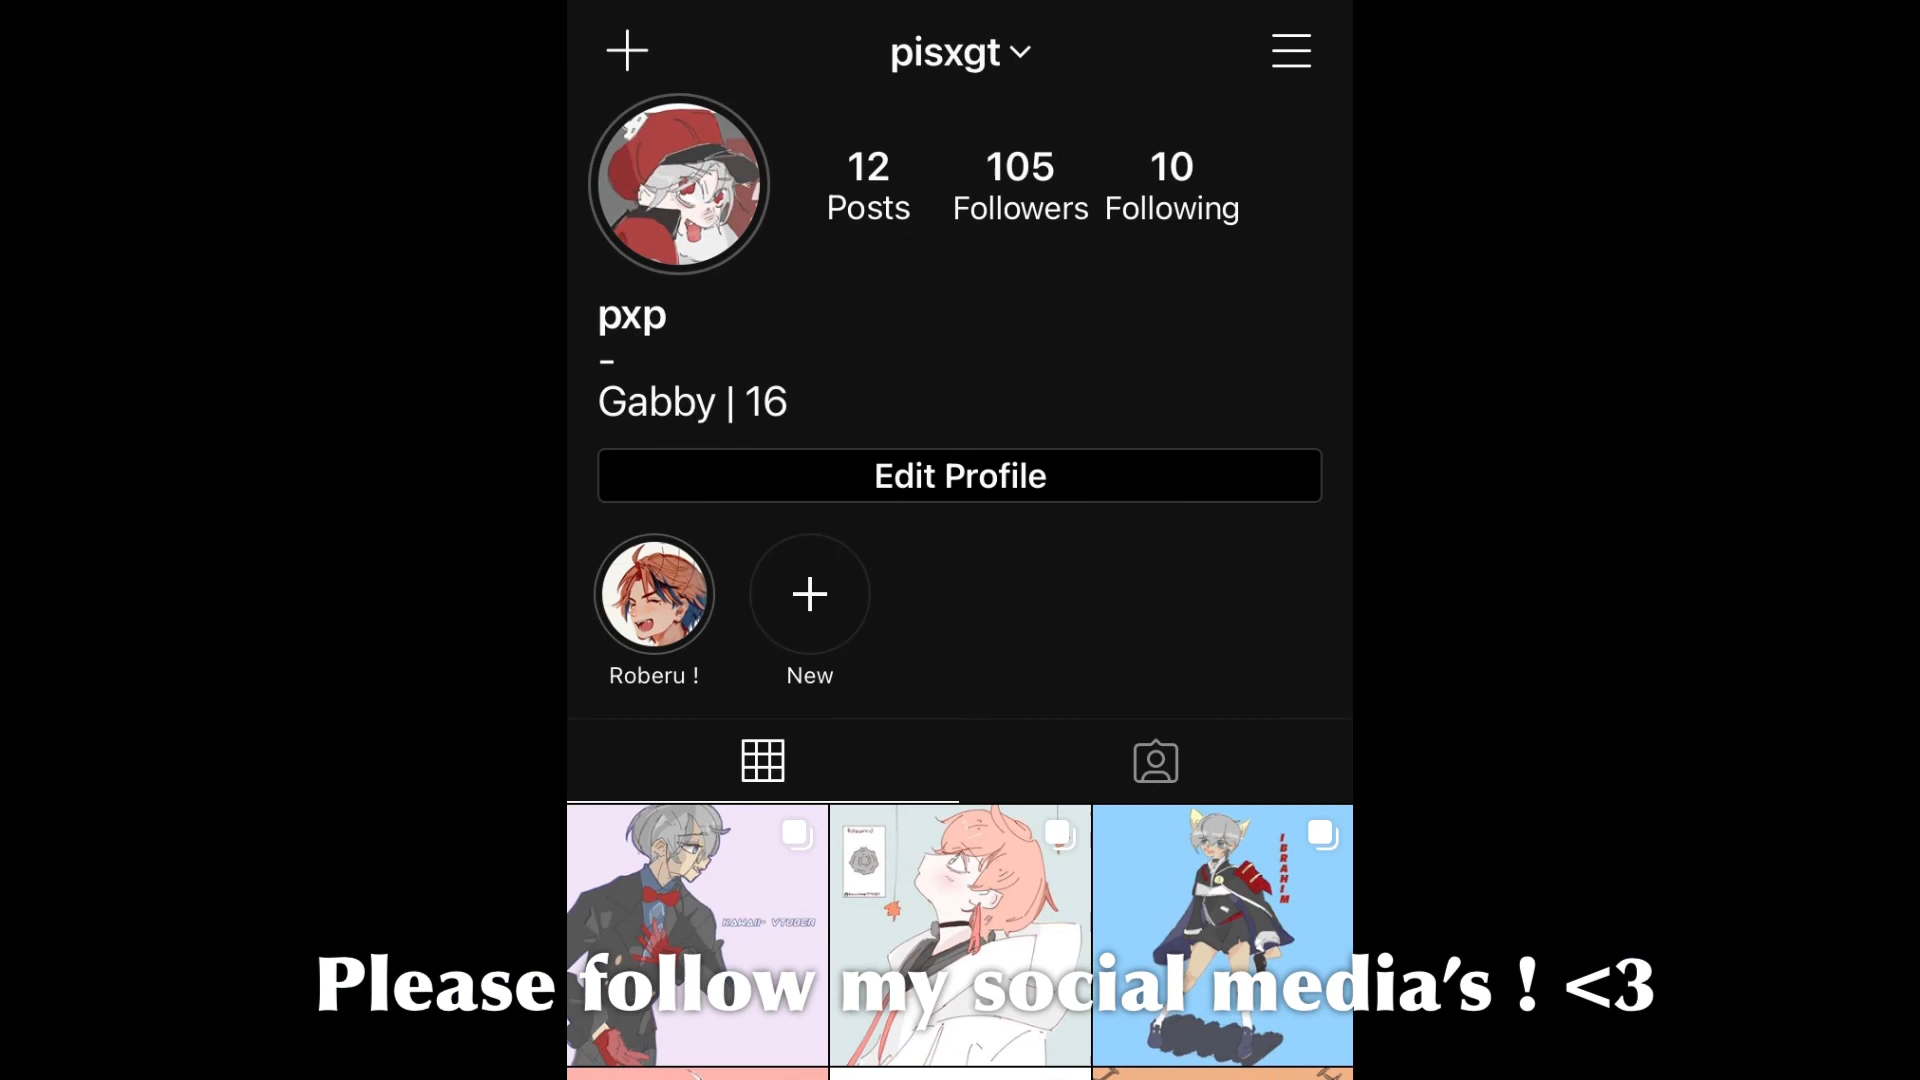 pisxgt
12 105 10
Posts Followers Following
pxp
-
Gabby | 16
Edit Profile
Roberu ! New
IBRAHIM
KAWAII- VTUBER
Please follow my social media's ! <3